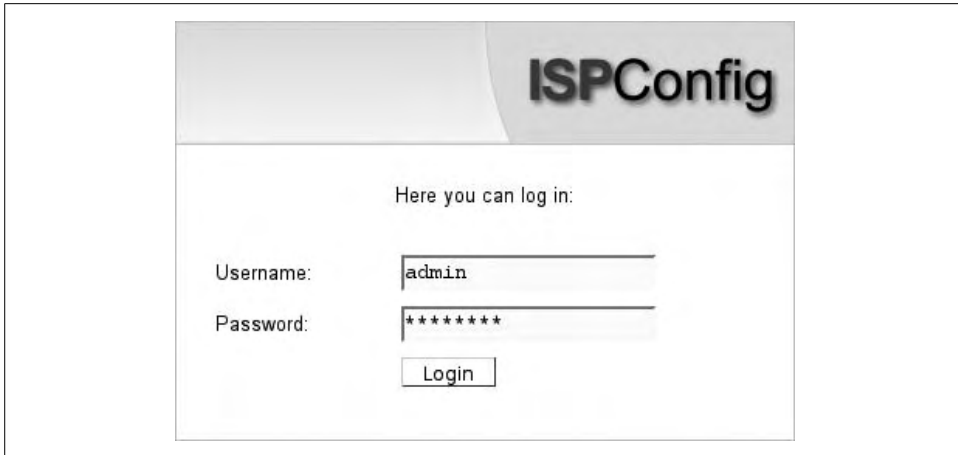 ISPConfig
Here you can log in:
Username: admin
Password: ********
Login